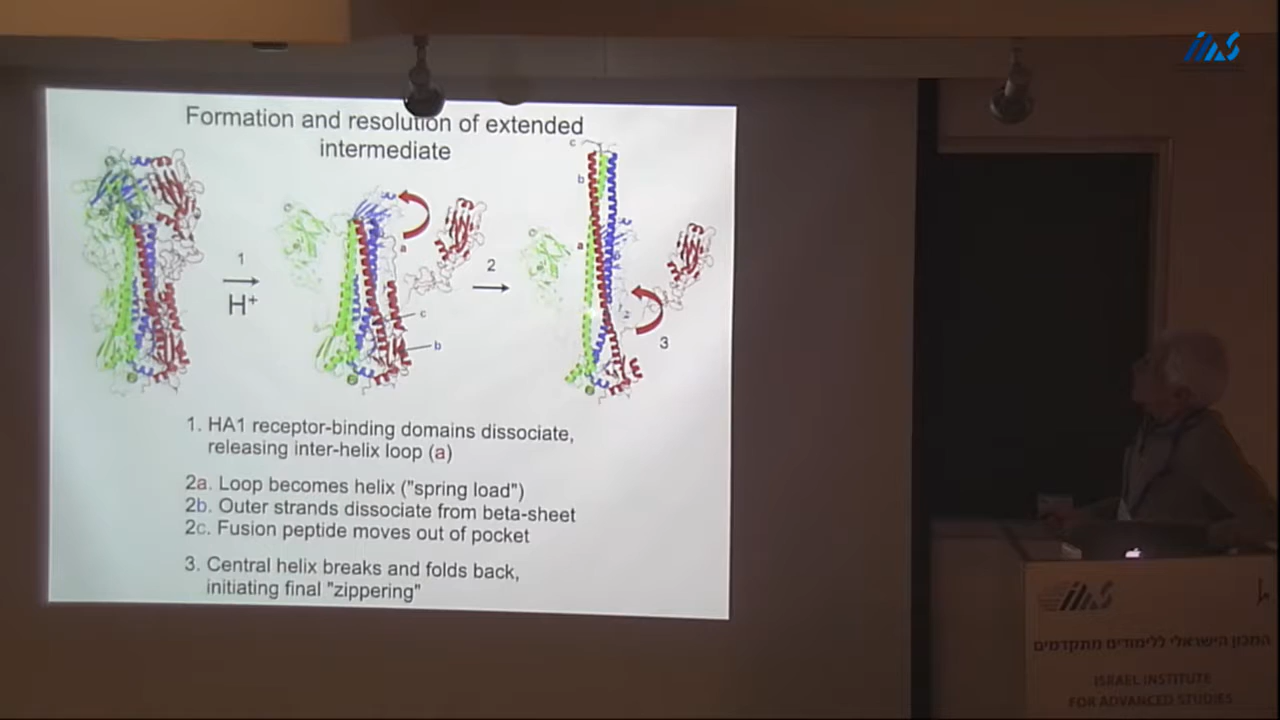 Formation and resolution of extended
intermediate
c
b
a
1
H+
a
c
b
2
3
1. HA1 receptor-binding domains dissociate,
releasing inter-helix loop (a)
2a. Loop becomes helix ("spring load")
2b. Outer strands dissociate from beta-sheet
2c. Fusion peptide moves out of pocket
3. Central helix breaks and folds back,
initiating final "zippering"
IIAS
IIAS
המכון הישראלי ללימודים מתקדמים
ISRAEL INSTITUTE
FOR ADVANCED STUDIES